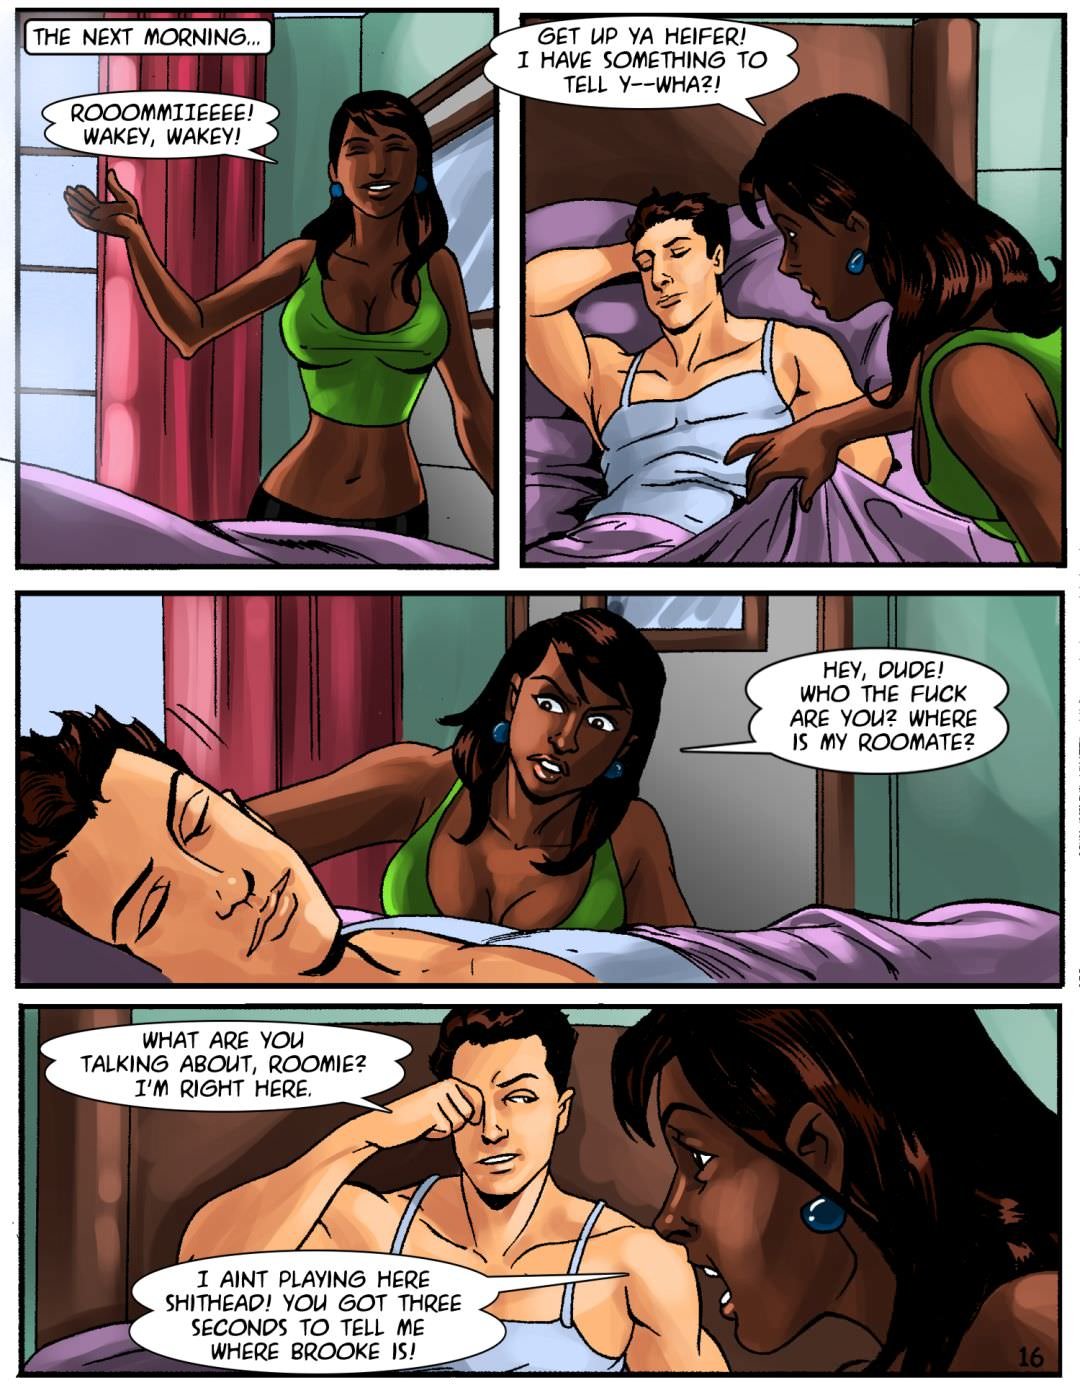 THE NEXT MORNING...
ROOOMMIIEEEE!
WAKEY, WAKEY!
GET UP YA HEIFER!
I HAVE SOMETHING TO
TELL Y--WHA?!
HEY, DUDE!
WHO THE FUCK
ARE YOU? WHERE
IS MY ROOMATE?
WHAT ARE YOU
TALKING ABOUT, ROOMIE?
I'M RIGHT HERE.
I AINT PLAYING HERE
SHITHEAD! YOU GOT THREE
SECONDS TO TELL ME
WHERE BROOKE IS!
16